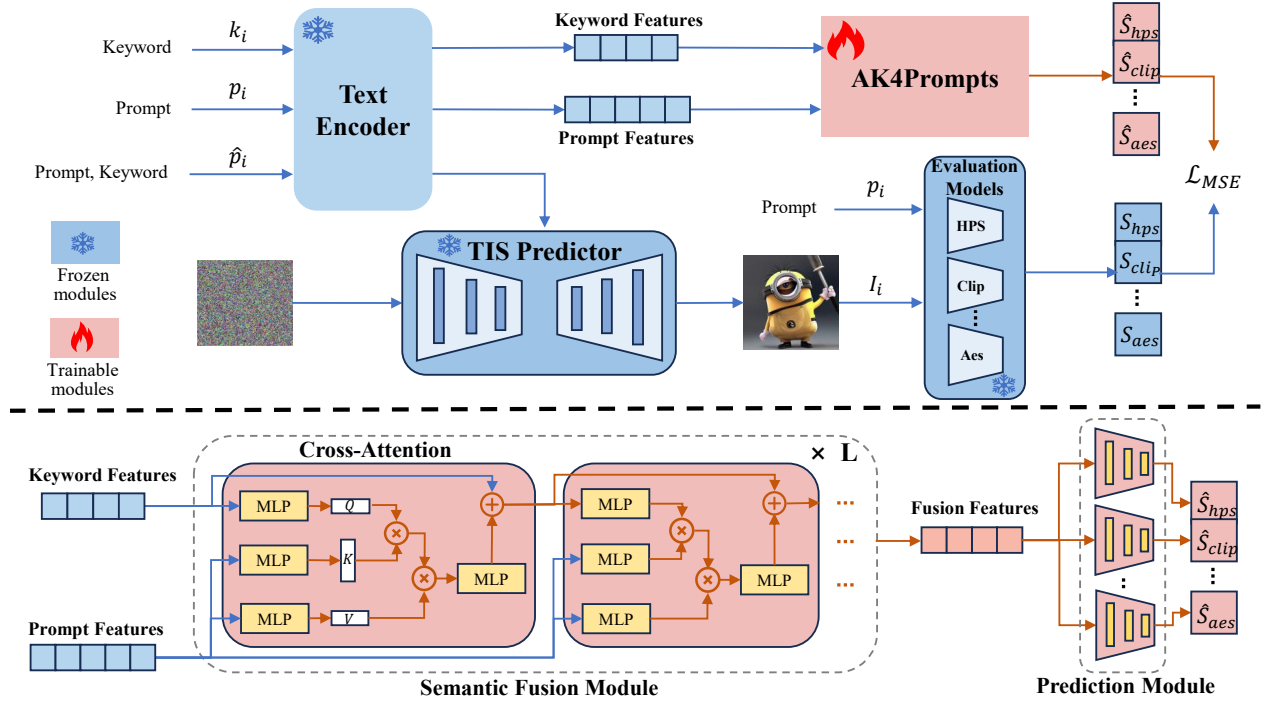 Keyword
k_i
Prompt
p_i
Prompt, Keyword
p̂_i
Text
Encoder
Keyword Features
Prompt Features
AK4Prompts
Ŝ_hps
Ŝ_clip
⋮
Ŝ_aes
ℒ_MSE
Frozen
modules
Trainable
modules
TIS Predictor
Prompt
p_i
I_i
Evaluation
Models
HPS
Clip
⋮
Aes
S_hps
S_cliP
⋮
S_aes
Cross-Attention
× L
Keyword Features
MLP
Q
×
+
MLP
K
×
MLP
MLP
V
Prompt Features
MLP
×
+
...
MLP
×
MLP
...
MLP
...
Semantic Fusion Module
Fusion Features
⋮
Ŝ_hps
Ŝ_clip
⋮
Ŝ_aes
Prediction Module